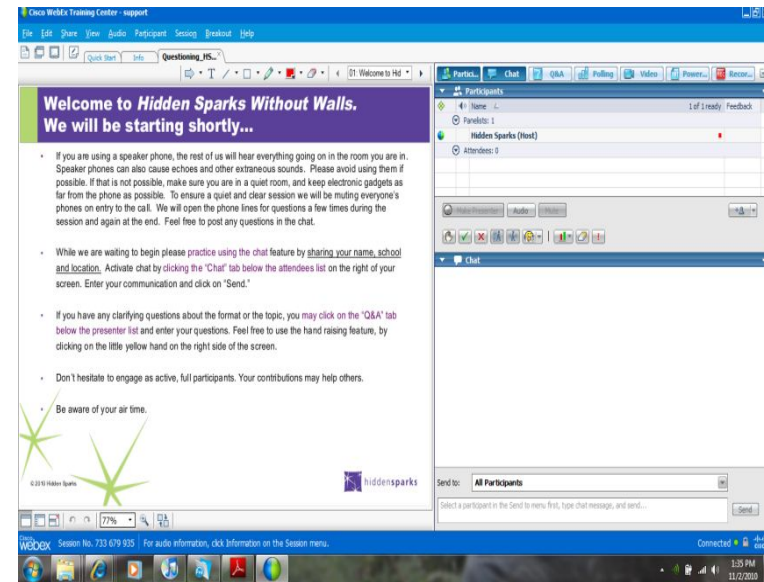 Cisco WebEx Training Center - support
File Edit Share View Audio Participant Session Breakout Help
Quick Start Info Questioning_HS...
T 01: Welcome to Hid
Partici... Chat Q&A Polling Video Power... Recor...
Welcome to Hidden Sparks Without Walls.
We will be starting shortly...
• If you are using a speaker phone, the rest of us will hear everything going on in the room you are in.
Speaker phones can also cause echoes and other extraneous sounds. Please avoid using them if
possible. If that is not possible, make sure you are in a quiet room, and keep electronic gadgets as
far from the phone as possible. To ensure a quiet and clear session we will be muting everyone's
phones on entry to the call. We will open the phone lines for questions a few times during the
session and again at the end. Feel free to post any questions in the chat.
• While we are waiting to begin please practice using the chat feature by sharing your name, school
and location. Activate chat by clicking the "Chat" tab below the attendees list on the right of your
screen. Enter your communication and click on "Send."
• If you have any clarifying questions about the format or the topic, you may click on the "Q&A" tab
below the presenter list and enter your questions. Feel free to use the hand raising feature, by
clicking on the little yellow hand on the right side of the screen.
• Don't hesitate to engage as active, full participants. Your contributions may help others.
• Be aware of your air time.
©2010 Hidden Sparks
hiddensparks
77%
Participants
Name 1 of 1 ready Feedback
Panelists: 1
Hidden Sparks (Host)
Attendees: 0
Make Presenter Audio Mute
Chat
Send to: All Participants
Select a participant in the Send to menu first, type chat message, and send...
Send
Cisco WebEx Session No. 733 679 935 For audio information, click Information on the Session menu.
Connected
1:35 PM
11/2/2010